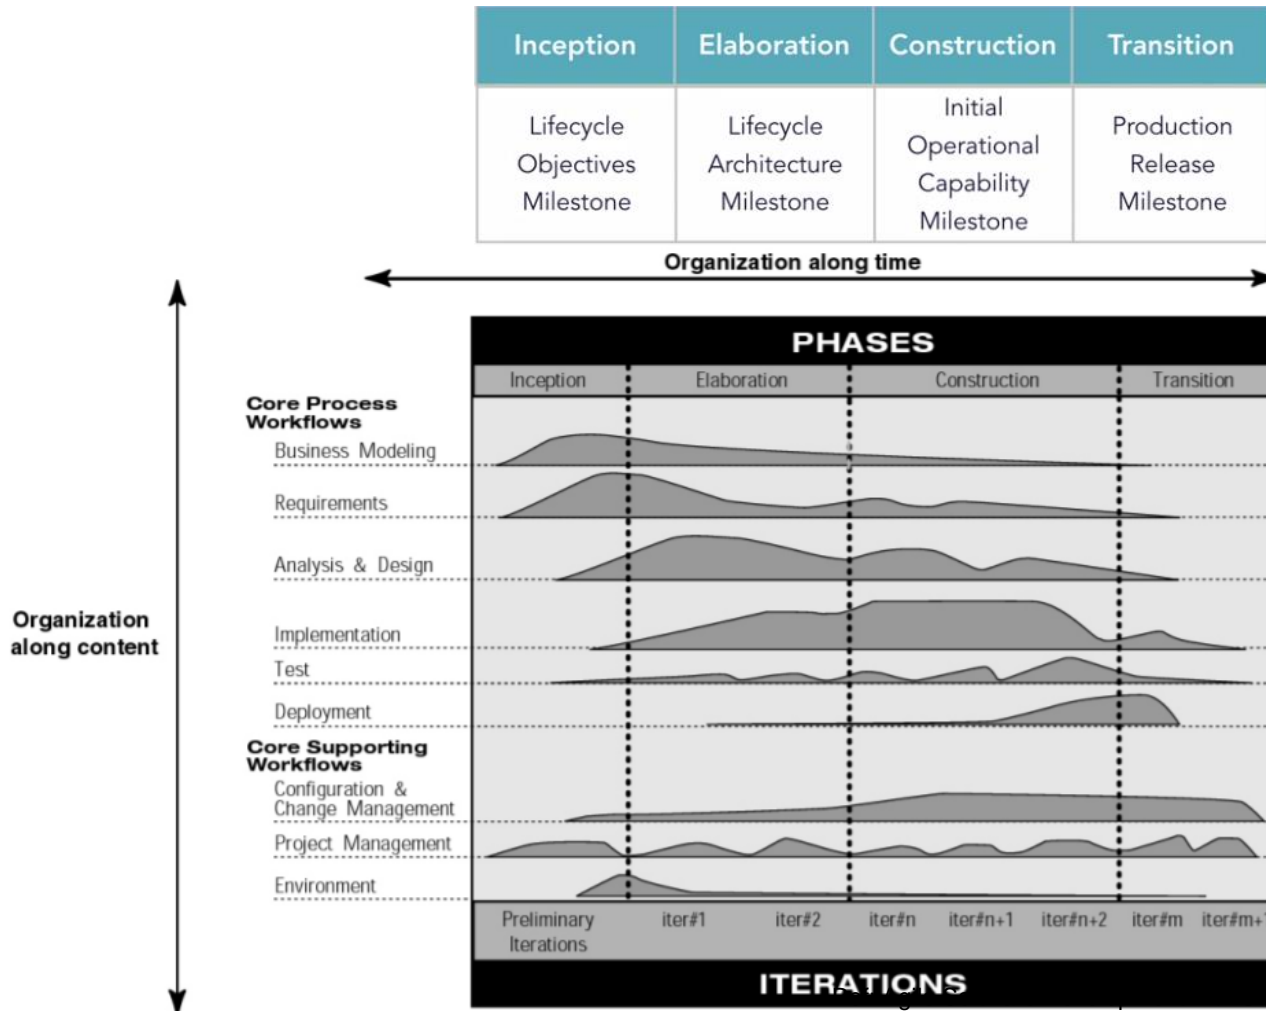 Inception Elaboration Construction Transition
Lifecycle Objectives Milestone
Lifecycle Architecture Milestone
Initial Operational Capability Milestone
Production Release Milestone
Organization along time
PHASES
Inception Elaboration Construction Transition
Core Process
Workflows
Business Modeling
Requirements
Analysis & Design
Implementation
Test
Deployment
Core Supporting
Workflows
Configuration &
Change Management
Project Management
Environment
Organization
along content
Preliminary
Iterations
iter#1 iter#2 iter#n iter#n+1 iter#n+2 iter#m iter#m+1
ITERATIONS